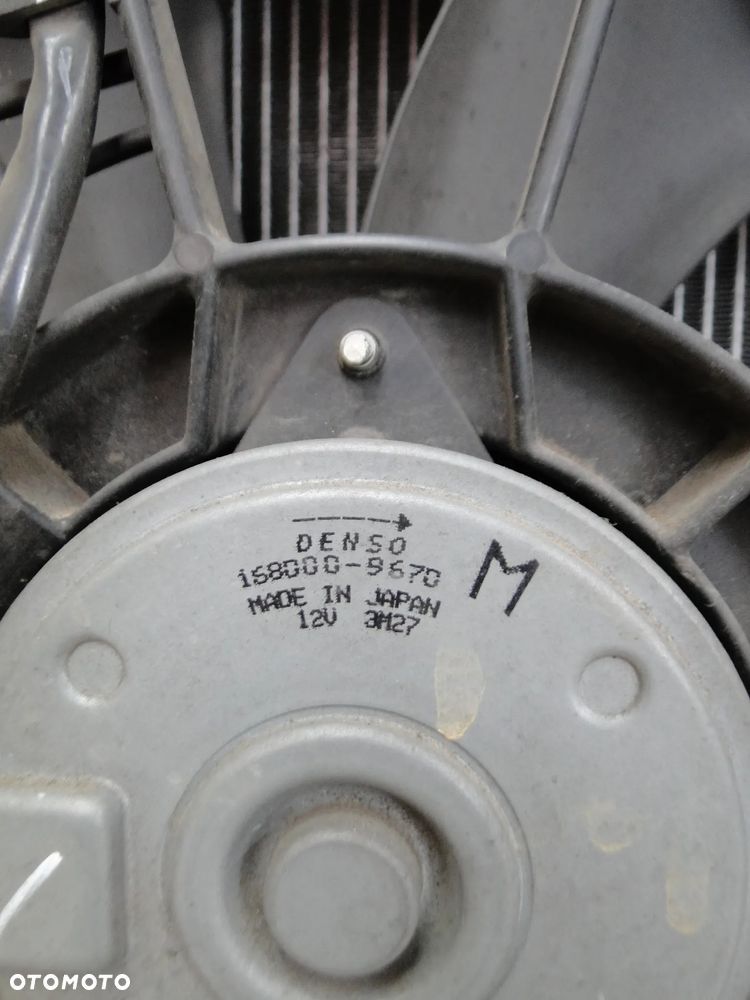 DENSO
M
168000-9670
MADE IN JAPAN
12V 3M27
OTOMOTO